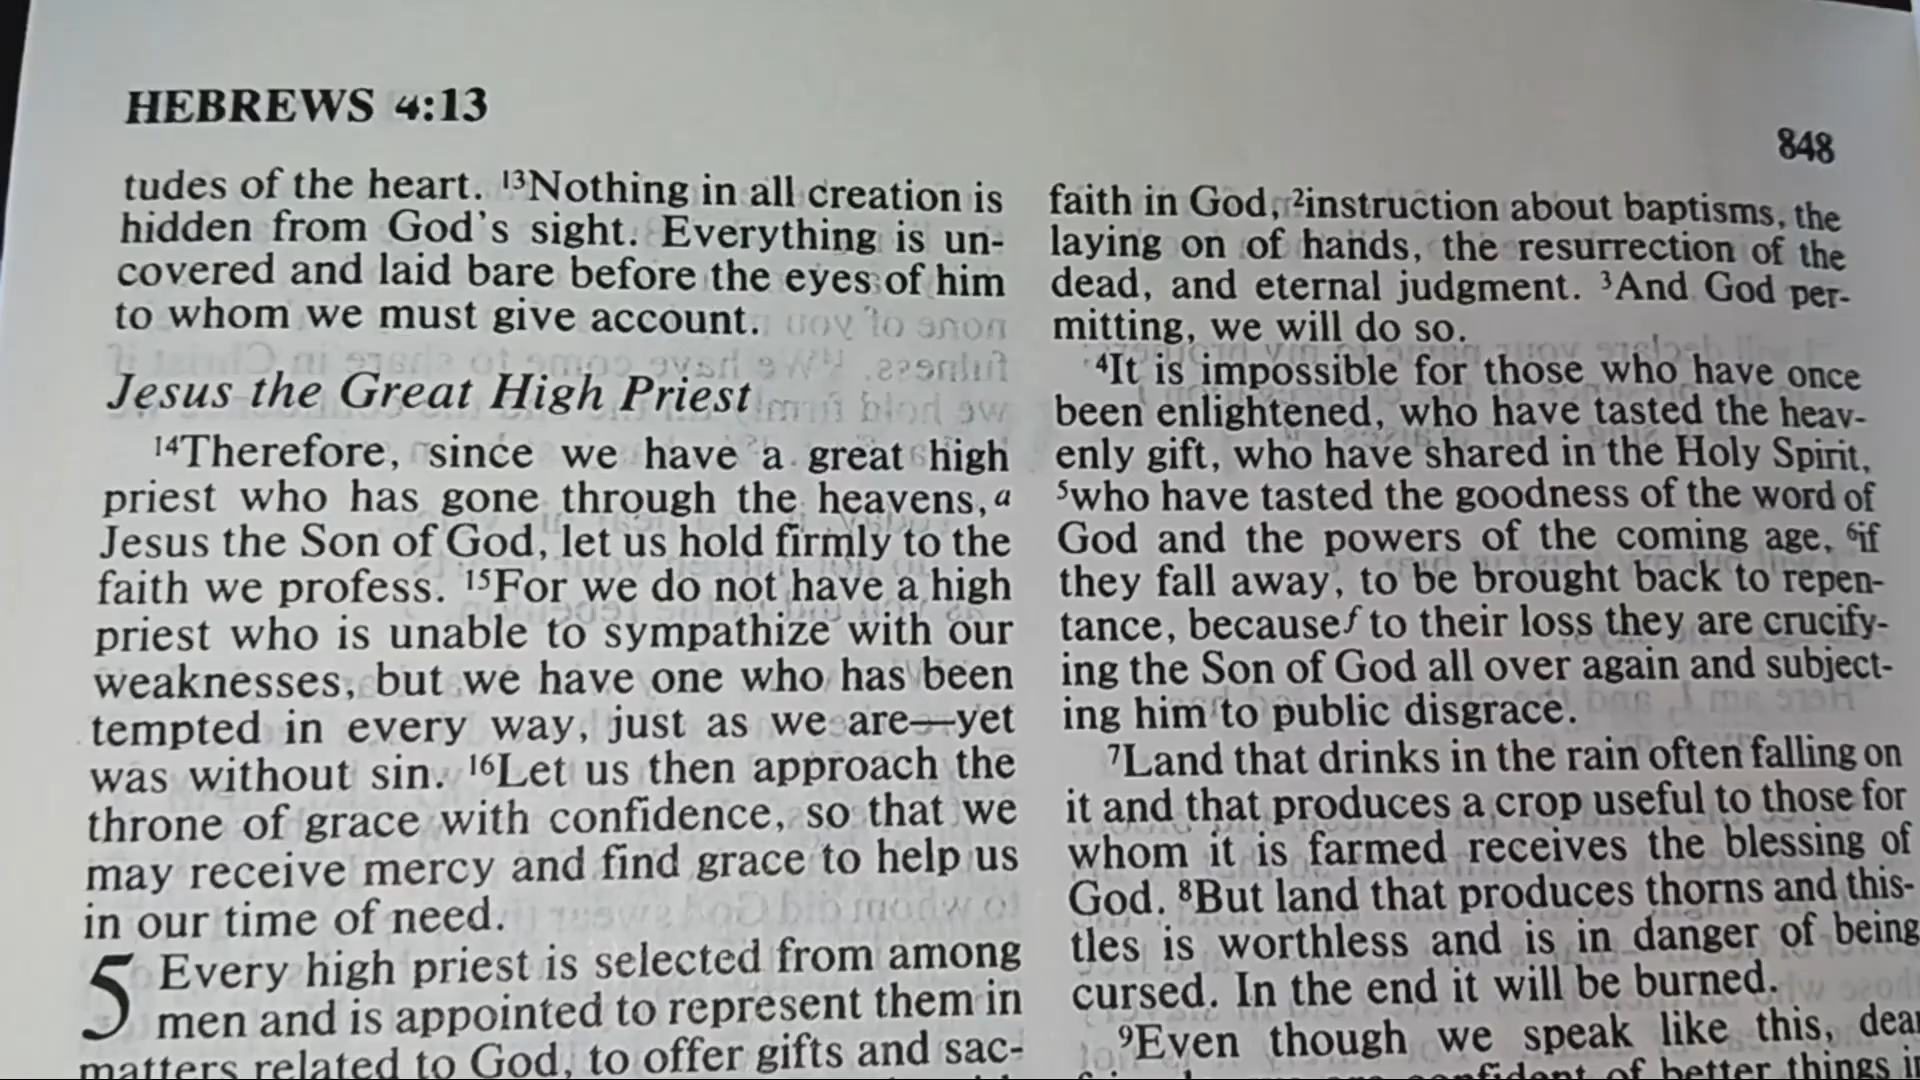 HEBREWS 4:13
848
tudes of the heart. ¹³Nothing in all creation is
hidden from God's sight. Everything is un-
covered and laid bare before the eyes of him
to whom we must give account.
Jesus the Great High Priest
¹⁴Therefore, since we have a great high
priest who has gone through the heavens,ᵃ
Jesus the Son of God, let us hold firmly to the
faith we profess. ¹⁵For we do not have a high
priest who is unable to sympathize with our
weaknesses, but we have one who has been
tempted in every way, just as we are—yet
was without sin. ¹⁶Let us then approach the
throne of grace with confidence, so that we
may receive mercy and find grace to help us
in our time of need.
5 Every high priest is selected from among
men and is appointed to represent them in
matters related to God, to offer gifts and sac-
faith in God, ²instruction about baptisms, the
laying on of hands, the resurrection of the
dead, and eternal judgment. ³And God per-
mitting, we will do so.
⁴It is impossible for those who have once
been enlightened, who have tasted the heav-
enly gift, who have shared in the Holy Spirit,
⁵who have tasted the goodness of the word of
God and the powers of the coming age, ⁶if
they fall away, to be brought back to repen-
tance, becauseᶠ to their loss they are crucify-
ing the Son of God all over again and subject-
ing him to public disgrace.
⁷Land that drinks in the rain often falling on
it and that produces a crop useful to those for
whom it is farmed receives the blessing of
God. ⁸But land that produces thorns and this-
tles is worthless and is in danger of being
cursed. In the end it will be burned.
⁹Even though we speak like this, dear
confident of better things in